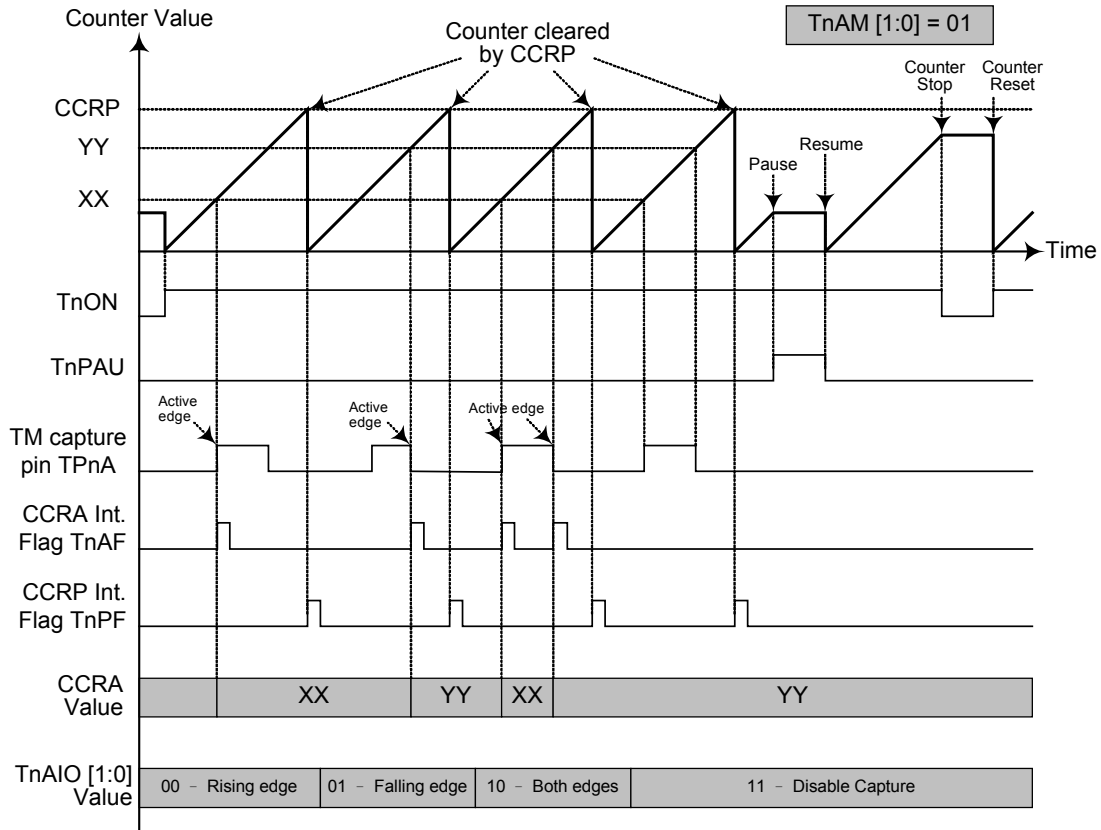 Counter Value
TnAM [1:0] = 01
Counter cleared
by CCRP
Counter
Stop
Counter
Reset
CCRP
YY
Pause
Resume
XX
Time
TnON
TnPAU
Active
edge
Active
edge
Active edge
TM capture
pin TPnA
CCRA Int.
Flag TnAF
CCRP Int.
Flag TnPF
CCRA
Value
XX
YY
XX
YY
TnAIO [1:0]
Value
00 - Rising edge
01 - Falling edge
10 - Both edges
11 - Disable Capture